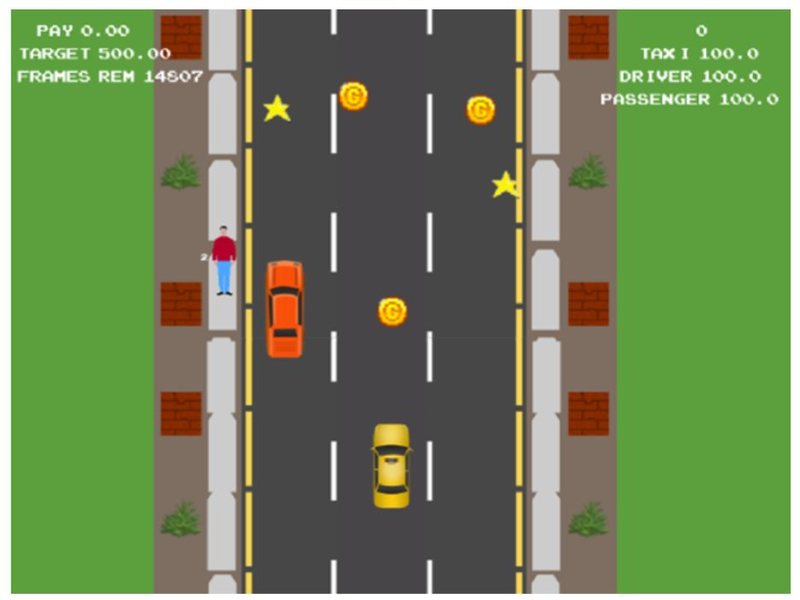 PAY 0.00
TARGET 500.00
FRAMES REM 14807
0
TAXI 100.0
DRIVER 100.0
PASSENGER 100.0
2/